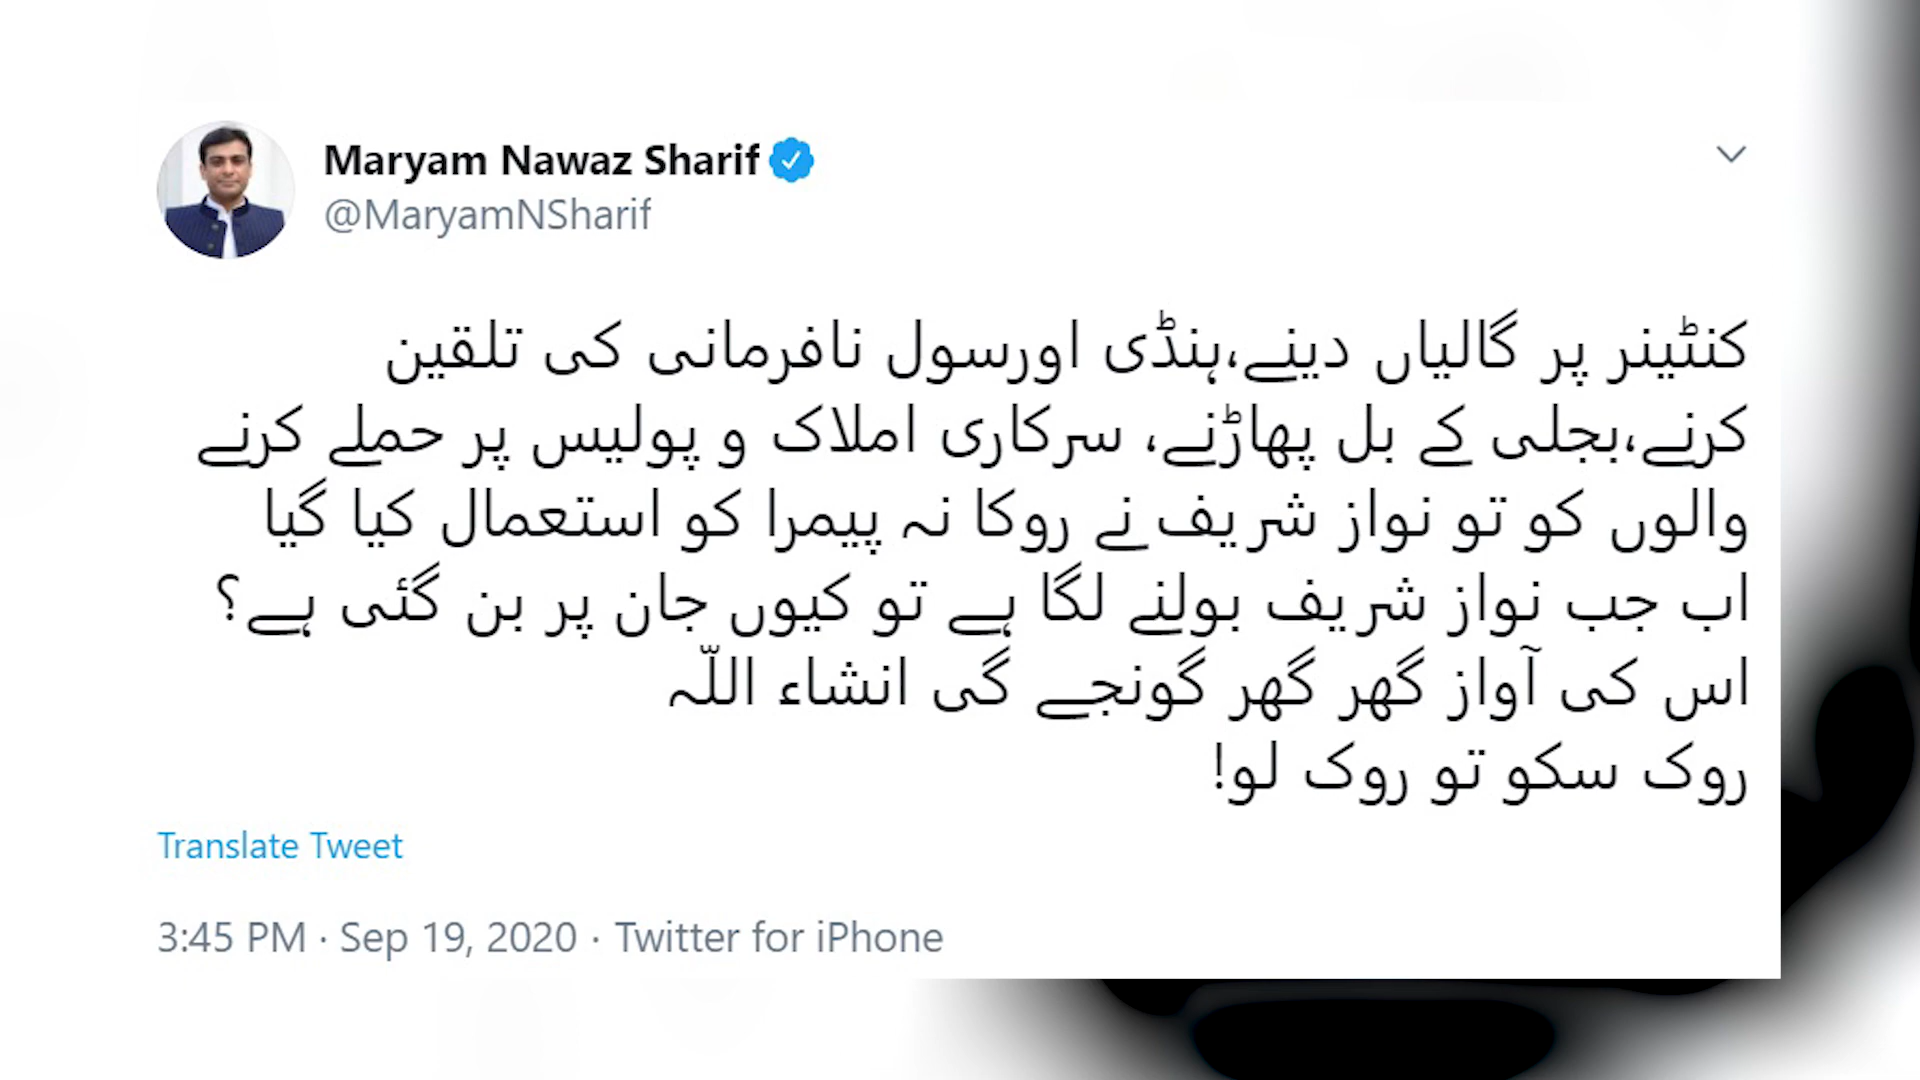 Maryam Nawaz Sharif
@MaryamNSharif
کنٹینر پر گالیاں دینے،ہنڈی اورسول نافرمانی کی تلقین
کرنے،بجلی کے بل پھاڑنے، سرکاری املاک و پولیس پر حملے کرنے
والوں کو تو نواز شریف نے روکا نہ پیمرا کو استعمال کیا گیا
اب جب نواز شریف بولنے لگا ہے تو کیوں جان پر بن گئی ہے؟
اس کی آواز گھر گھر گونجے گی انشاء اللّہ
روک سکو تو روک لو!
Translate Tweet
3:45 PM · Sep 19, 2020 · Twitter for iPhone